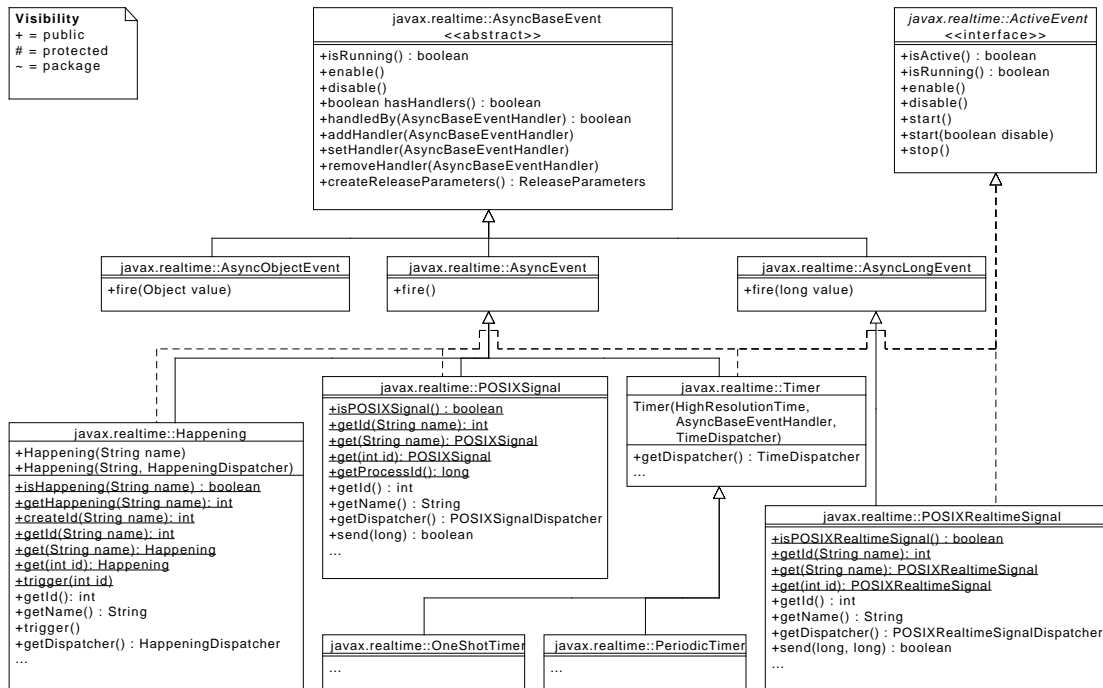 Visibility
+ = public
# = protected
~ = package
javax.realtime::AsyncBaseEvent
<<abstract>>
+isRunning() : boolean
+enable()
+disable()
+boolean hasHandlers() : boolean
+handledBy(AsyncBaseEventHandler) : boolean
+addHandler(AsyncBaseEventHandler)
+setHandler(AsyncBaseEventHandler)
+removeHandler(AsyncBaseEventHandler)
+createReleaseParameters() : ReleaseParameters
javax.realtime::ActiveEvent
<<interface>>
+isActive() : boolean
+isRunning() : boolean
+enable()
+disable()
+start()
+start(boolean disable)
+stop()
javax.realtime::AsyncObjectEvent
+fire(Object value)
javax.realtime::AsyncEvent
+fire()
javax.realtime::AsyncLongEvent
+fire(long value)
javax.realtime::Happening
+Happening(String name)
+Happening(String, HappeningDispatcher)
+isHappening(String name) : boolean
+getHappening(String name): int
+createId(String name): int
+getId(String name): int
+get(String name): Happening
+get(int id): Happening
+trigger(int id)
+getId(): int
+getName() : String
+trigger()
+getDispatcher() : HappeningDispatcher
...
javax.realtime::POSIXSignal
+isPOSIXSignal() : boolean
+getId(String name): int
+get(String name): POSIXSignal
+get(int id): POSIXSignal
+getProcessId(): long
+getId() : int
+getName() : String
+getDispatcher() : POSIXSignalDispatcher
+send(long) : boolean
...
javax.realtime::Timer
Timer(HighResolutionTime,
AsyncBaseEventHandler,
TimeDispatcher)
+getDispatcher() : TimeDispatcher
...
javax.realtime::POSIXRealtimeSignal
+isPOSIXRealtimeSignal() : boolean
+getId(String name): int
+get(String name): POSIXRealtimeSignal
+get(int id): POSIXRealtimeSignal
+getId() : int
+getName() : String
+getDispatcher() : POSIXRealtimeSignalDispatcher
+send(long, long) : boolean
...
javax.realtime::OneShotTimer
...
javax.realtime::PeriodicTimer
...